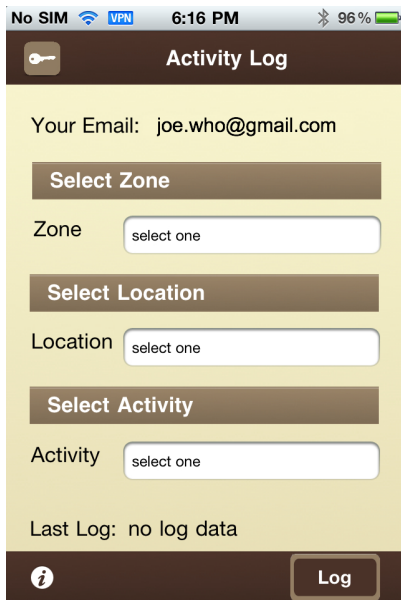 No SIM VPN 6:16 PM 96%
Activity Log
Your Email: joe.who@gmail.com
Select Zone
Zone select one
Select Location
Location select one
Select Activity
Activity select one
Last Log: no log data
i Log